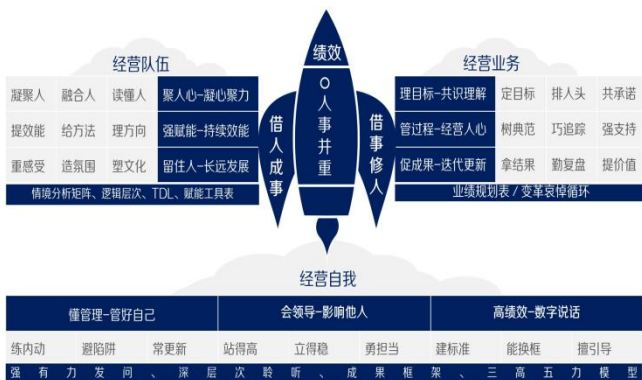 绩效
O人事并重
借人成事
借事修人
经营队伍
凝聚人 融合人 读懂人 聚人心-凝心聚力
提效能 给方法 理方向 强赋能-持续效能
重感受 造氛围 塑文化 留住人-长远发展
情境分析矩阵、逻辑层次、TDL、赋能工具表
经营业务
理目标-共识理解 定目标 排人头 共承诺
管过程-经营人心 树典范 巧追踪 强支持
促成果-迭代更新 拿结果 勤复盘 提价值
业绩规划表 / 变革哀悼循环
经营自我
懂管理-管好自己 会领导-影响他人 高绩效-数字说话
练内动 避陷阱 常更新 站得高 立得稳 勇担当 建标准 能换框 擅引导
强有力发问、深层次聆听、成果框架、三高五力模型